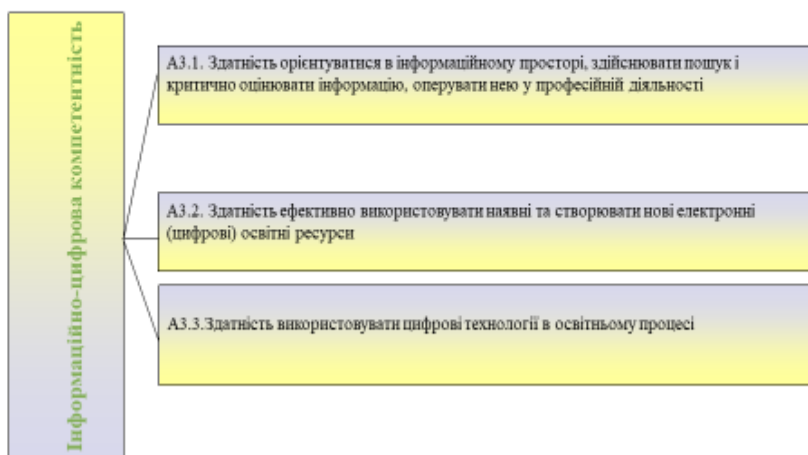 Інформаційно-цифрова компетентність
А3.1. Здатність орієнтуватися в інформаційному просторі, здійснювати пошук і
критично оцінювати інформацію, оперувати нею у професійній діяльності
А3.2. Здатність ефективно використовувати наявні та створювати нові електронні
(цифрові) освітні ресурси
А3.3.Здатність використовувати цифрові технології в освітньому процесі